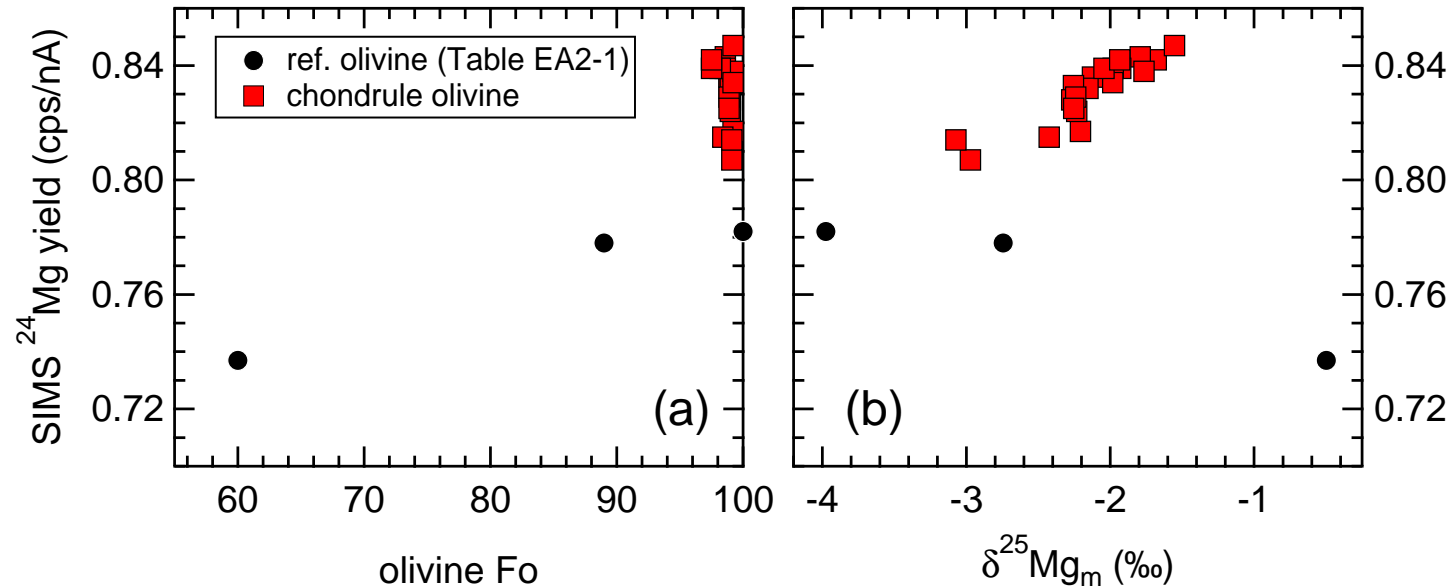 SIMS ²⁴Mg yield (cps/nA)
0.84
0.80
0.76
0.72
ref. olivine (Table EA2-1)
chondrule olivine
(a)
60
70
80
90
100
olivine Fo
(b)
-4
-3
-2
-1
δ²⁵Mgₘ (‰)
0.84
0.80
0.76
0.72